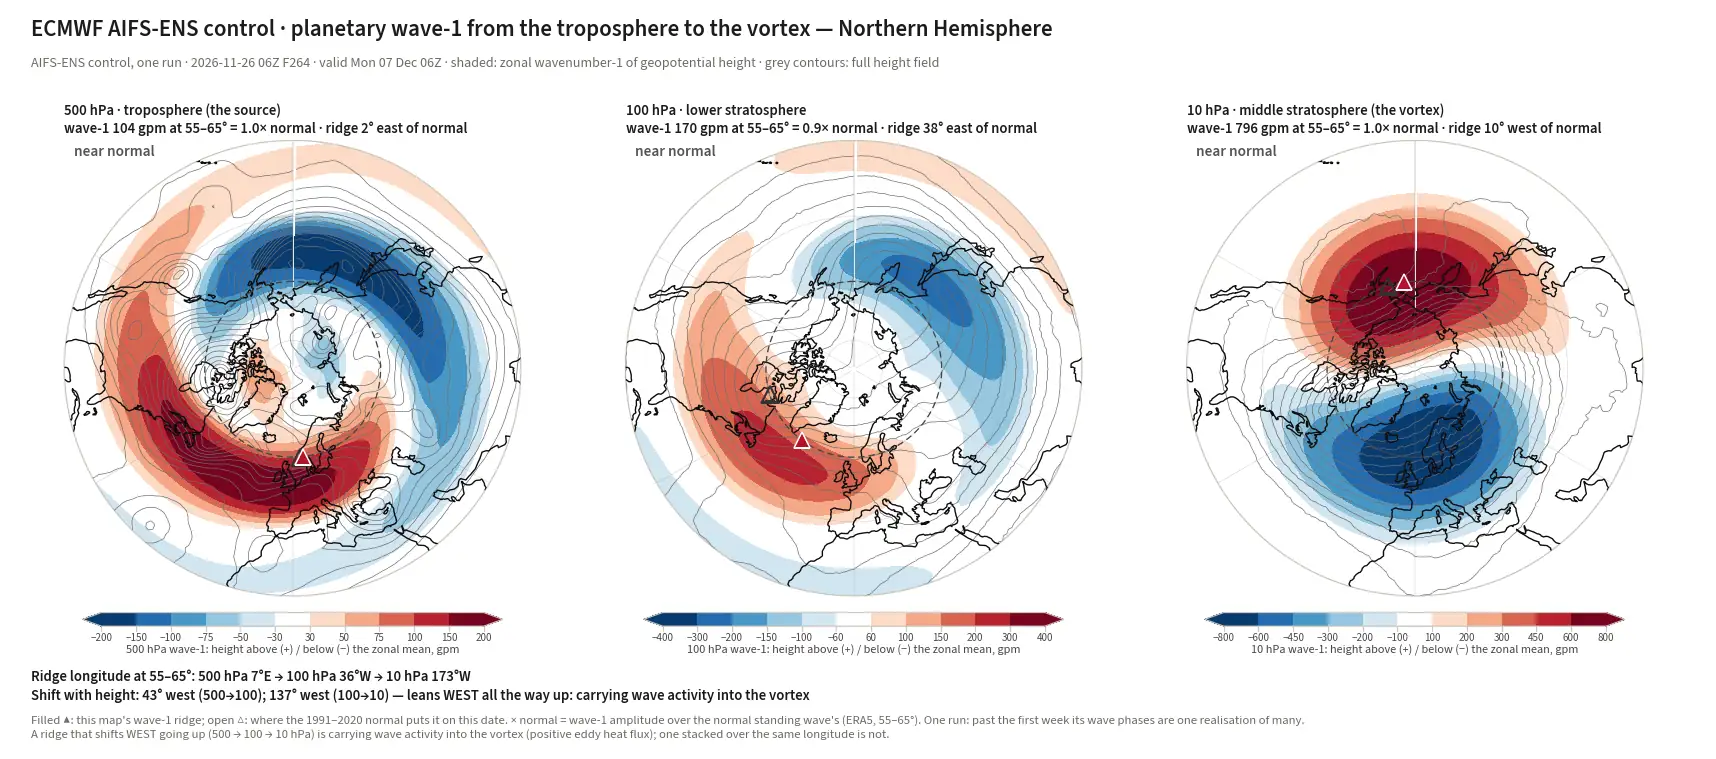 ECMWF AIFS-ENS control · planetary wave-1 from the troposphere to the vortex — Northern Hemisphere
AIFS-ENS control, one run · 2026-11-26 06Z F264 · valid Mon 07 Dec 06Z · shaded: zonal wavenumber-1 of geopotential height · grey contours: full height field
500 hPa · troposphere (the source)
wave-1 104 gpm at 55–65° = 1.0× normal · ridge 2° east of normal
near normal
100 hPa · lower stratosphere
wave-1 170 gpm at 55–65° = 0.9× normal · ridge 38° east of normal
near normal
10 hPa · middle stratosphere (the vortex)
wave-1 796 gpm at 55–65° = 1.0× normal · ridge 10° west of normal
near normal
−200 −150 −100 −75 −50 −30 30 50 75 100 150 200
500 hPa wave-1: height above (+) / below (−) the zonal mean, gpm
−400 −300 −200 −150 −100 −60 60 100 150 200 300 400
100 hPa wave-1: height above (+) / below (−) the zonal mean, gpm
−800 −600 −450 −300 −200 −100 100 200 300 450 600 800
10 hPa wave-1: height above (+) / below (−) the zonal mean, gpm
Ridge longitude at 55–65°: 500 hPa 7°E → 100 hPa 36°W → 10 hPa 173°W
Shift with height: 43° west (500→100); 137° west (100→10) — leans WEST all the way up: carrying wave activity into the vortex
Filled ▲: this map's wave-1 ridge; open △: where the 1991–2020 normal puts it on this date. × normal = wave-1 amplitude over the normal standing wave's (ERA5, 55–65°). One run: past the first week its wave phases are one realisation of many.
A ridge that shifts WEST going up (500 → 100 → 10 hPa) is carrying wave activity into the vortex (positive eddy heat flux); one stacked over the same longitude is not.